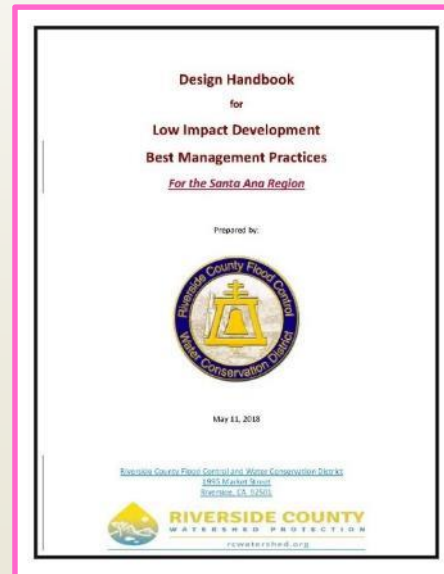 Design Handbook
for
Low Impact Development
Best Management Practices
For the Santa Ana Region
Prepared by:
Riverside County Flood Control
Water Conservation District
May 11, 2018
Riverside County Flood Control and Water Conservation District
1995 Market Street
Riverside, CA. 92501
RIVERSIDE COUNTY
WATERSHED PROTECTION
rcwatershed.org